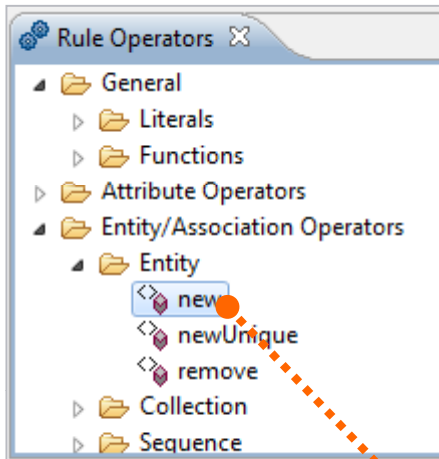 Rule Operators
General
Literals
Functions
Attribute Operators
Entity/Association Operators
Entity
new
newUnique
remove
Collection
Sequence